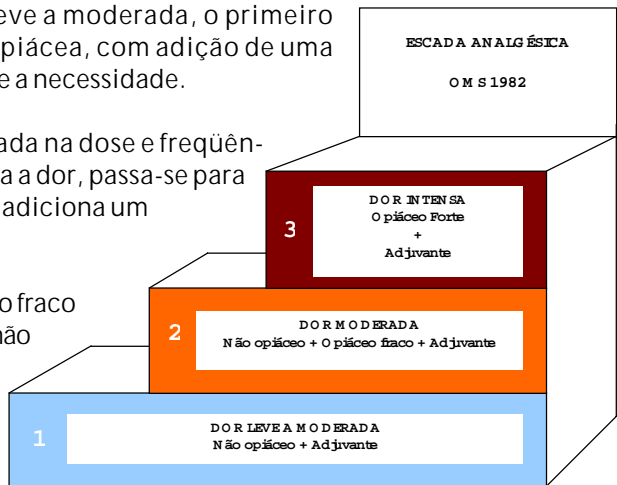 eve a moderada, o primeiro
piácea, com adição de uma
e a necessidade.
ada na dose e freqüên-
a a dor, passa-se para
adiciona um
o fraco
não
ESCADA ANALGÉSICA
OMS 1982
3
DOR INTENSA
Opiáceo Forte
+
Adjuvante
2
DOR MODERADA
Não opiáceo + Opiáceo fraco + Adjuvante
1
DOR LEVE A MODERADA
Não opiáceo + Adjuvante